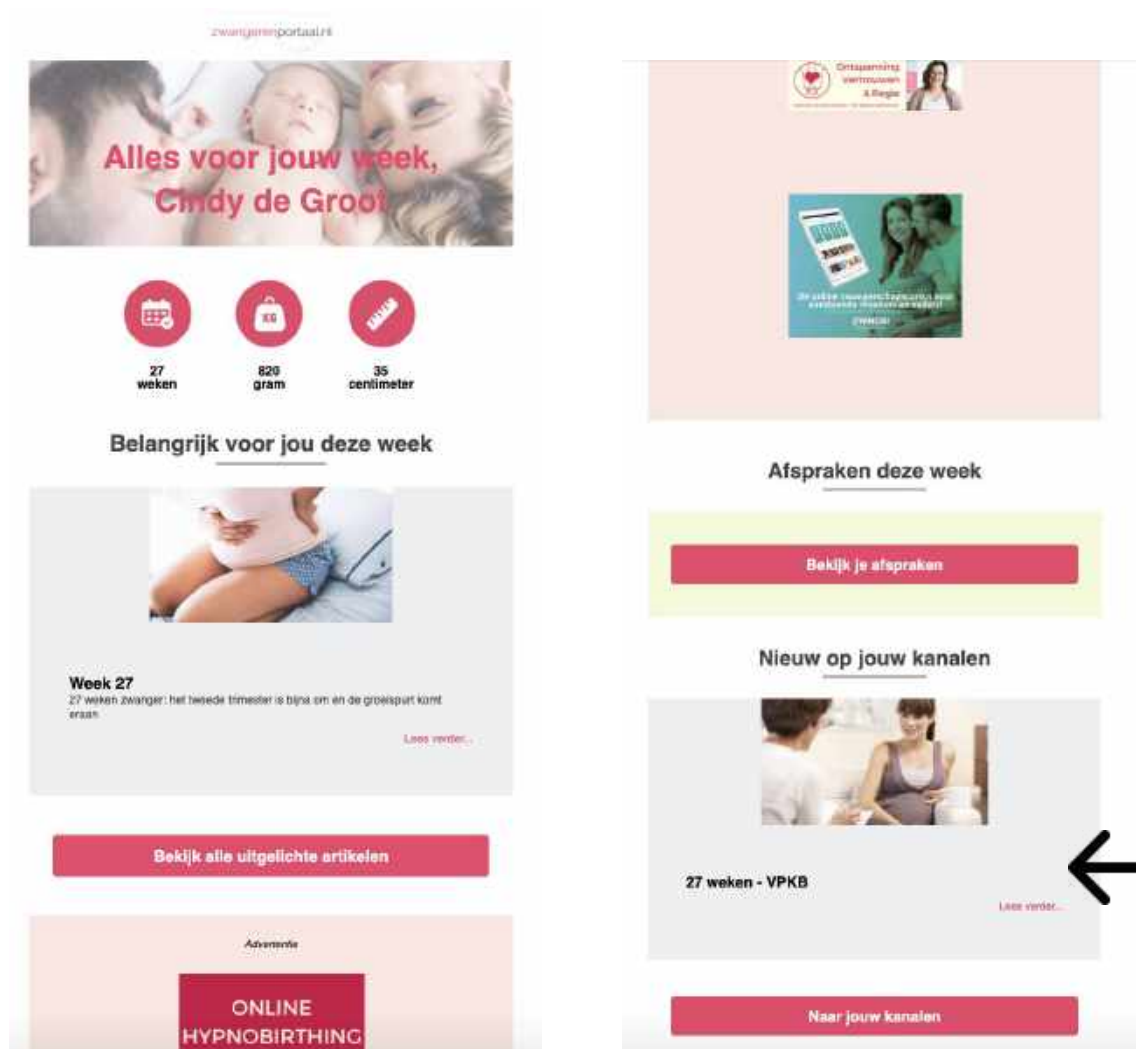 zwangerenportaal.nl
Alles voor jouw week,
Cindy de Groot
KG
27
weken
820
gram
35
centimeter
Belangrijk voor jou deze week
Week 27
27 weken zwanger: het tweede trimester is bijna om en de groeispurt komt
eraan
Lees verder...
Bekijk alle uitgelichte artikelen
Advertentie
ONLINE
HYPNOBIRTHING
Ontspanning
vertrouwen
& Regie
Afspraken deze week
Bekijk je afspraken
Nieuw op jouw kanalen
27 weken - VPKB
Lees verder...
Naar jouw kanalen